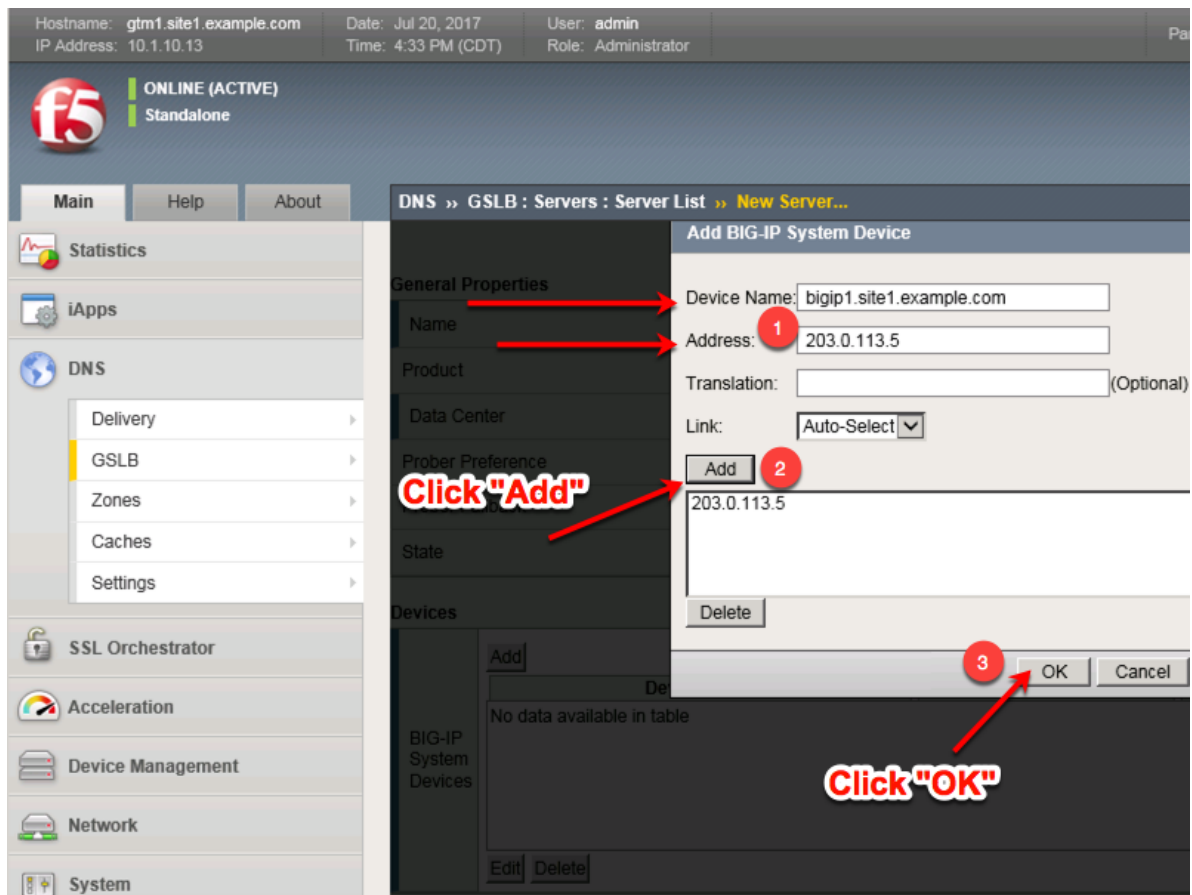 Hostname: gtm1.site1.example.com
IP Address: 10.1.10.13
Date: Jul 20, 2017
Time: 4:33 PM (CDT)
User: admin
Role: Administrator
f5
ONLINE (ACTIVE)
Standalone
Main
Help
About
Statistics
iApps
DNS
Delivery
GSLB
Zones
Caches
Settings
SSL Orchestrator
Acceleration
Device Management
Network
System
DNS ›› GSLB : Servers : Server List ›› New Server...
General Properties
Name
Product
Data Center
Prober Preference
State
Devices
BIG-IP
System
Devices
Add
No data available in table
Edit
Delete
Add BIG-IP System Device
Device Name: bigip1.site1.example.com
1
Address: 203.0.113.5
Translation: (Optional)
Link: Auto-Select
Add
2
Click "Add"
203.0.113.5
Delete
3
OK
Cancel
Click "OK"